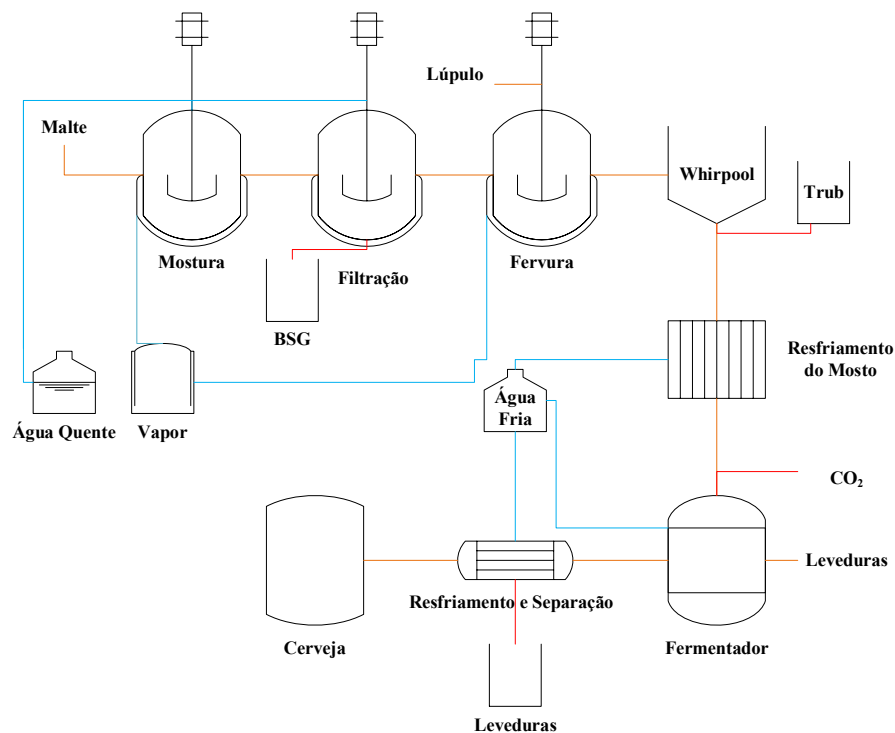 Lúpulo
Malte
Whirpool
Trub
Mostura
Filtração
Fervura
BSG
Resfriamento
do Mosto
Água Quente
Vapor
Água
Fria
CO₂
Leveduras
Resfriamento e Separação
Cerveja
Fermentador
Leveduras